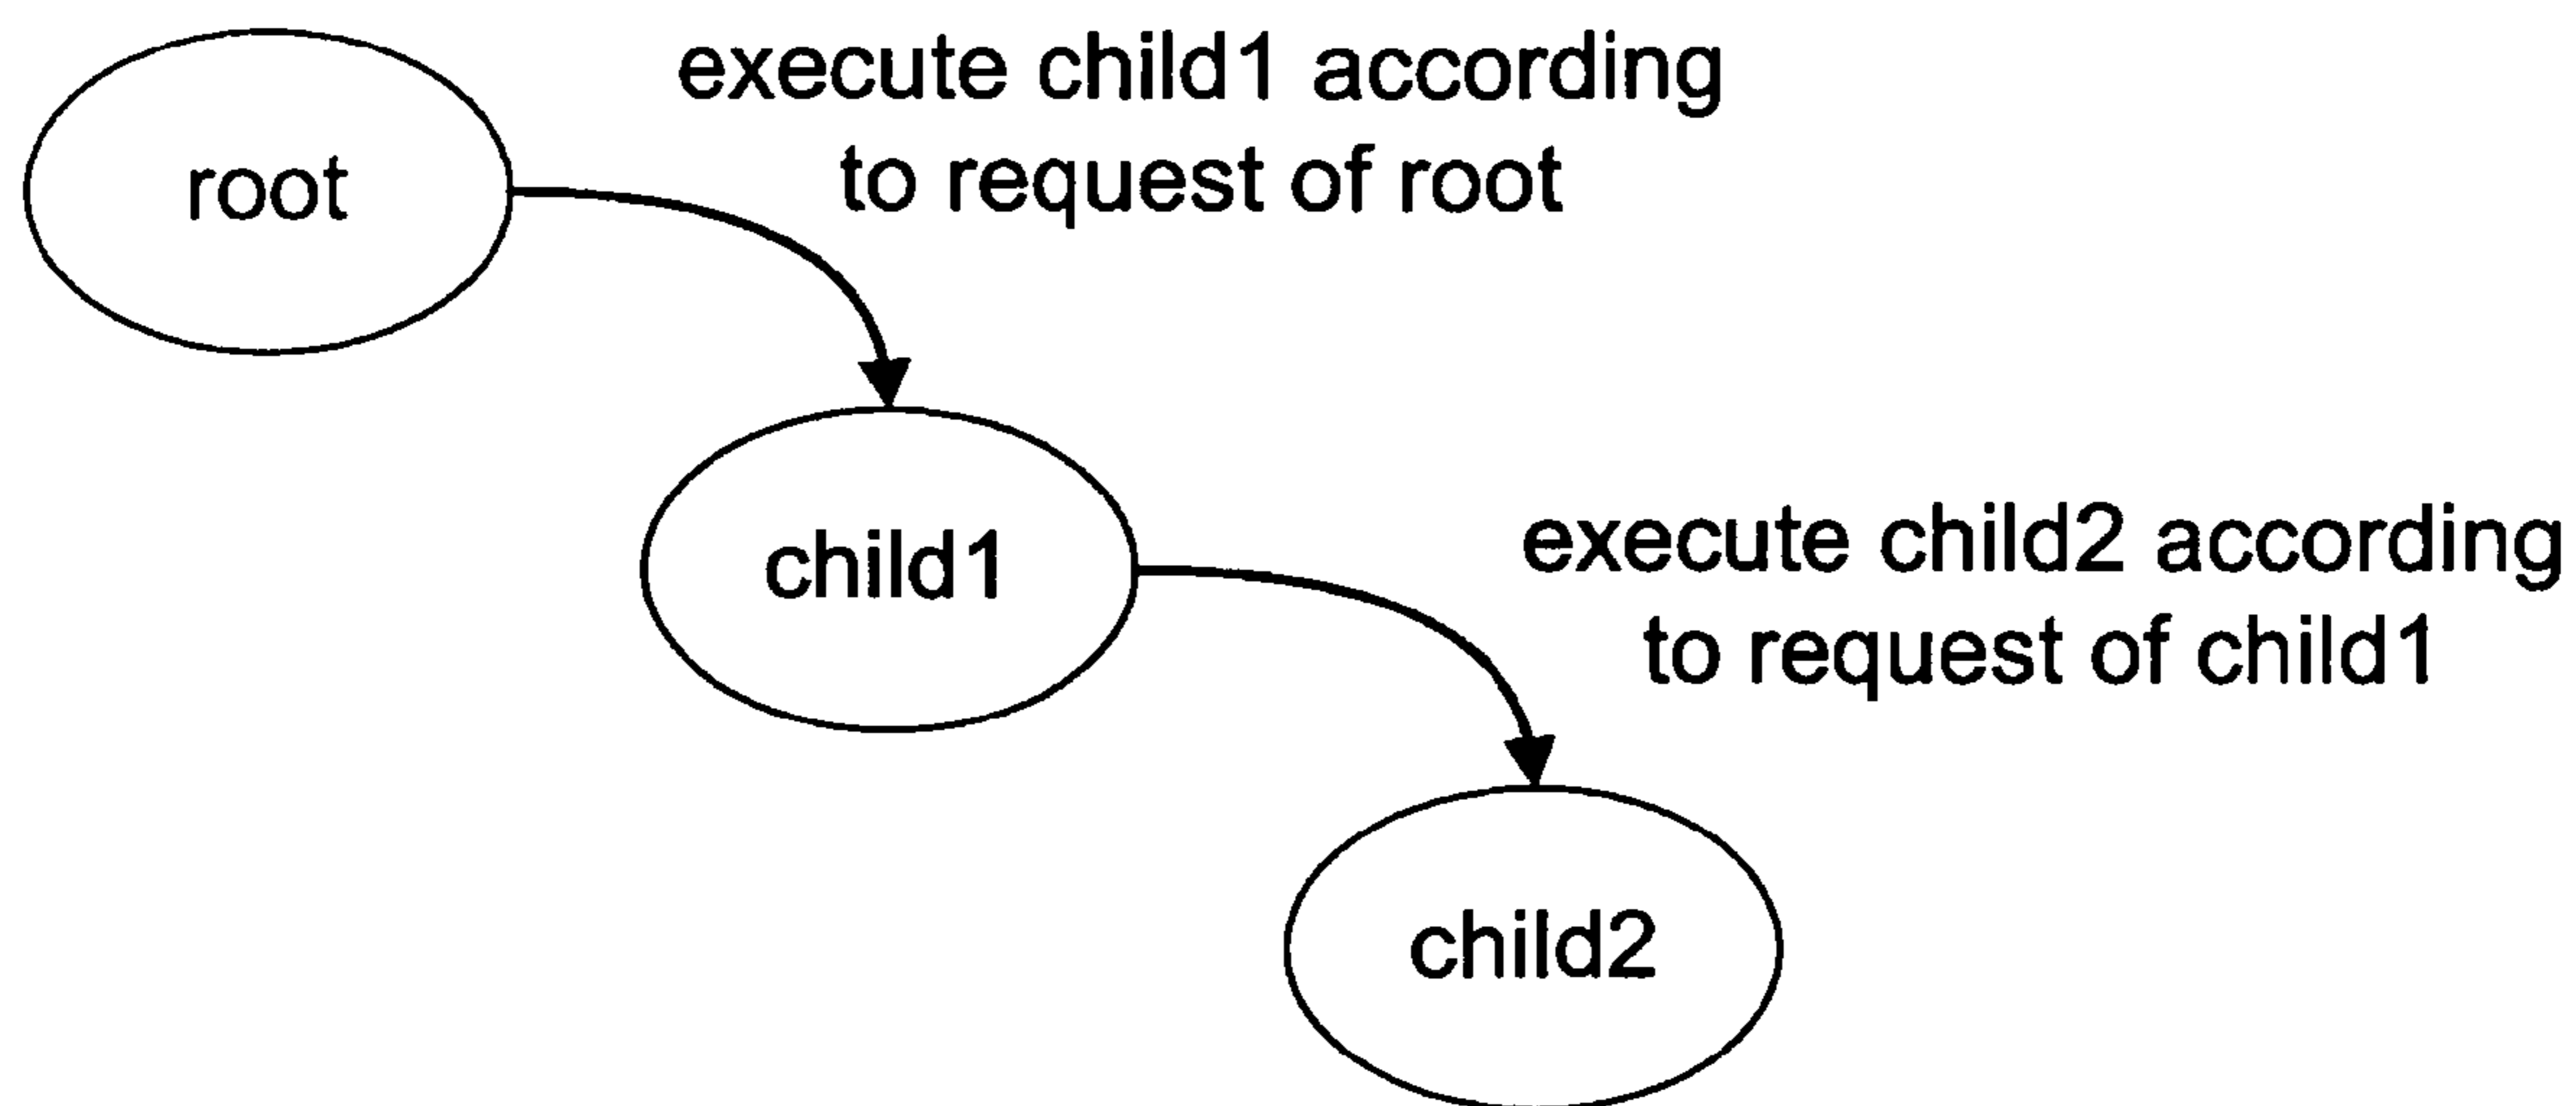 root
execute child1 according
to request of root
child1
execute child2 according
to request of child1
child2